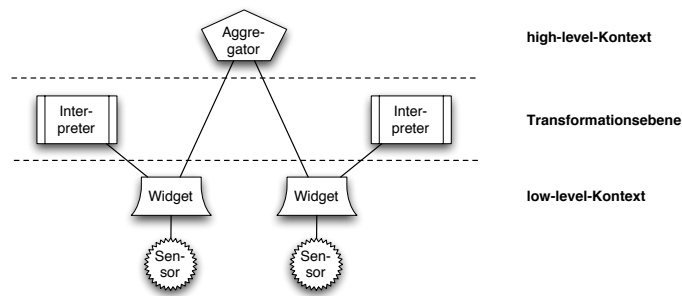 Aggre-
gator
high-level-Kontext
Inter-
preter
Inter-
preter
Transformationsebene
Widget
Widget
low-level-Kontext
Sen-
sor
Sen-
sor